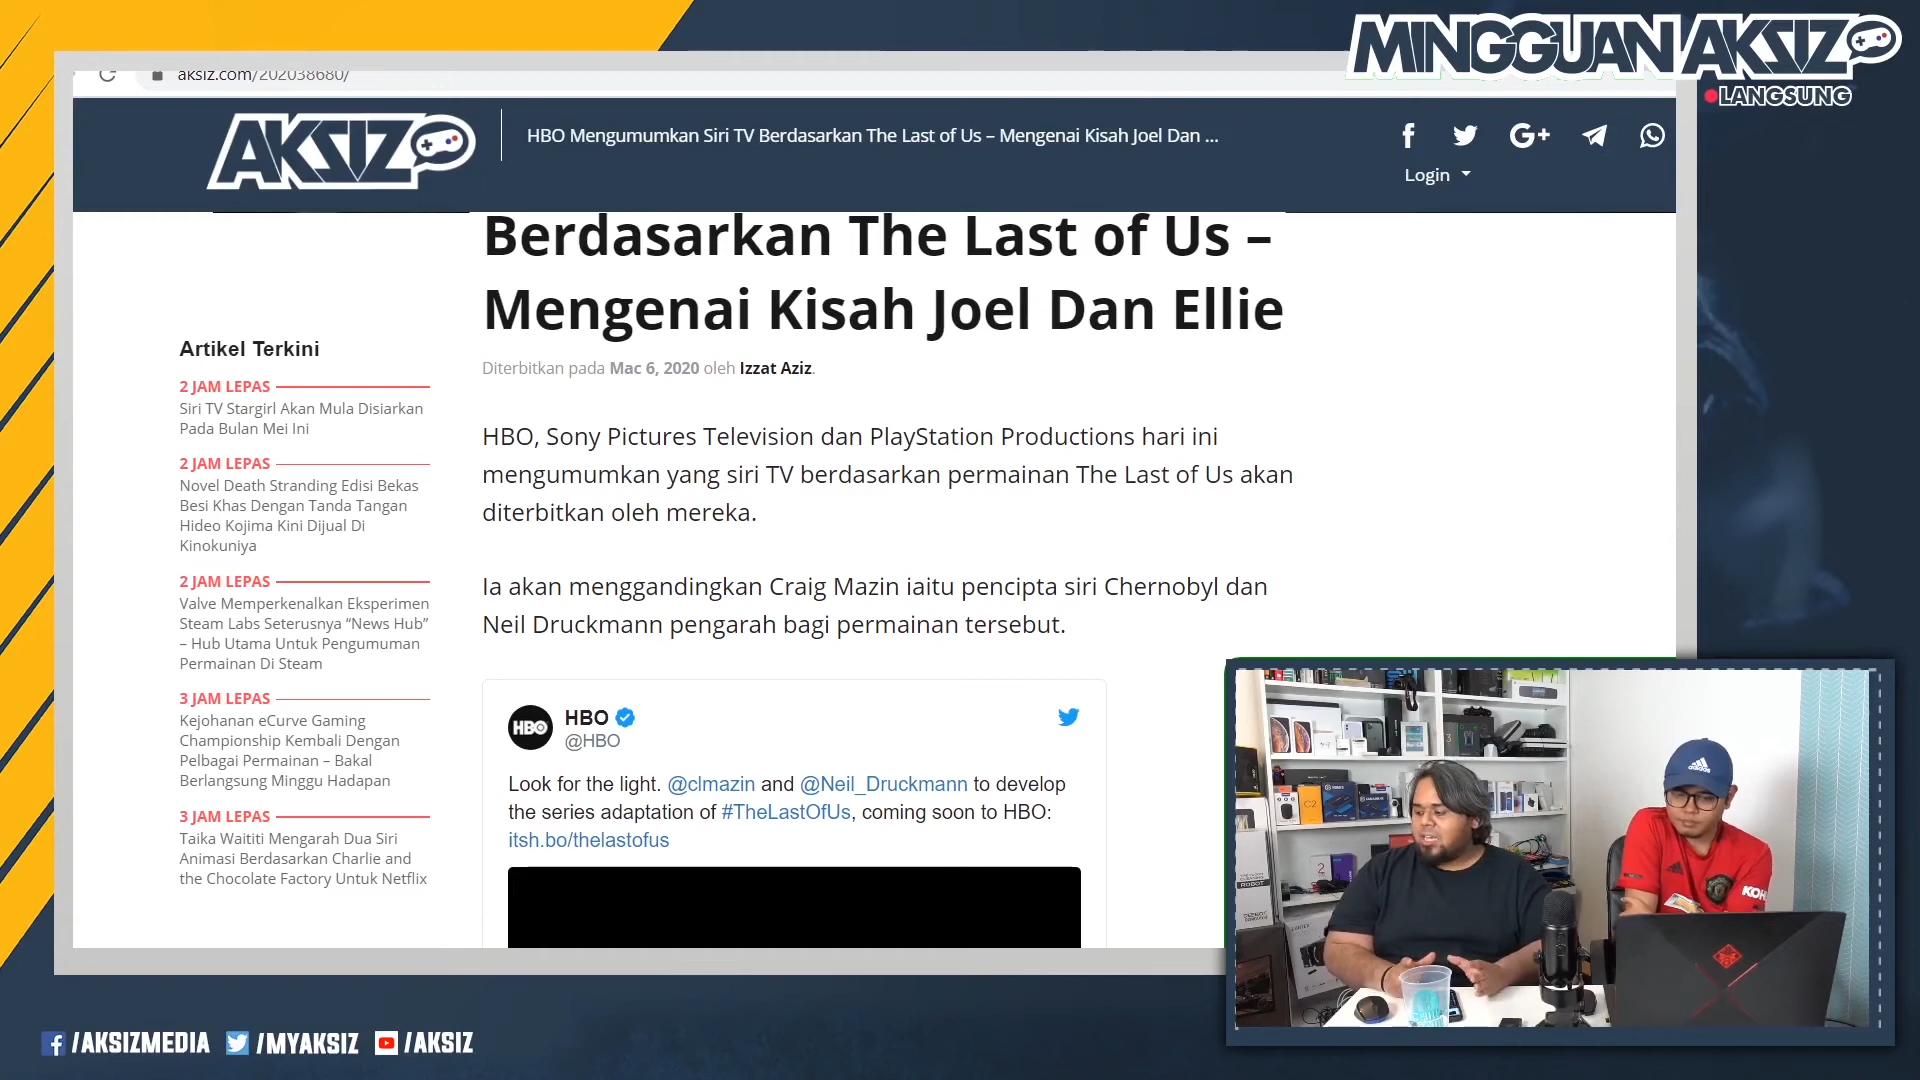 MINGGUAN AKSIZ
LANGSUNG
aksiz.com/202038680/
AKSIZ
HBO Mengumumkan Siri TV Berdasarkan The Last of Us – Mengenai Kisah Joel Dan ...
G+
Login
Berdasarkan The Last of Us –
Mengenai Kisah Joel Dan Ellie
Diterbitkan pada Mac 6, 2020 oleh Izzat Aziz.
Artikel Terkini
2 JAM LEPAS
Siri TV Stargirl Akan Mula Disiarkan
Pada Bulan Mei Ini
2 JAM LEPAS
Novel Death Stranding Edisi Bekas
Besi Khas Dengan Tanda Tangan
Hideo Kojima Kini Dijual Di
Kinokuniya
2 JAM LEPAS
Valve Memperkenalkan Eksperimen
Steam Labs Seterusnya “News Hub”
– Hub Utama Untuk Pengumuman
Permainan Di Steam
3 JAM LEPAS
Kejohanan eCurve Gaming
Championship Kembali Dengan
Pelbagai Permainan – Bakal
Berlangsung Minggu Hadapan
3 JAM LEPAS
Taika Waititi Mengarah Dua Siri
Animasi Berdasarkan Charlie and
the Chocolate Factory Untuk Netflix
HBO, Sony Pictures Television dan PlayStation Productions hari ini
mengumumkan yang siri TV berdasarkan permainan The Last of Us akan
diterbitkan oleh mereka.
Ia akan menggandingkan Craig Mazin iaitu pencipta siri Chernobyl dan
Neil Druckmann pengarah bagi permainan tersebut.
HBO
HBO
@HBO
Look for the light. @clmazin and @Neil_Druckmann to develop
the series adaptation of #TheLastOfUs, coming soon to HBO:
itsh.bo/thelastofus
adidas
KOH
C2
ROBOT
/AKSIZMEDIA
/MYAKSIZ
/AKSIZ